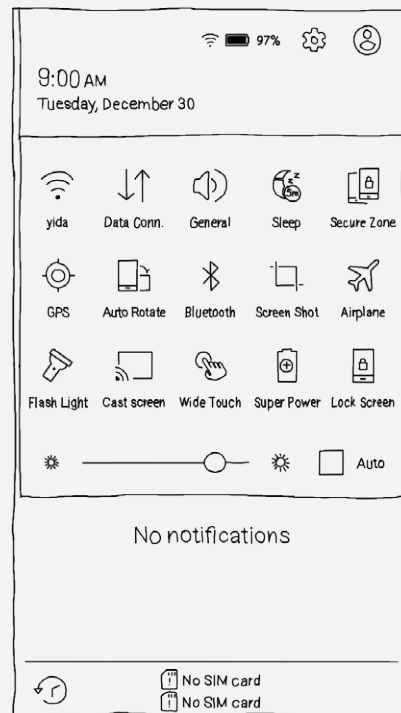 97%
9:00 AM
Tuesday, December 30
yida Data Conn. General Sleep Secure Zone
GPS Auto Rotate Bluetooth Screen Shot Airplane
Flash Light Cast screen Wide Touch Super Power Lock Screen
Auto
No notifications
No SIM card
No SIM card